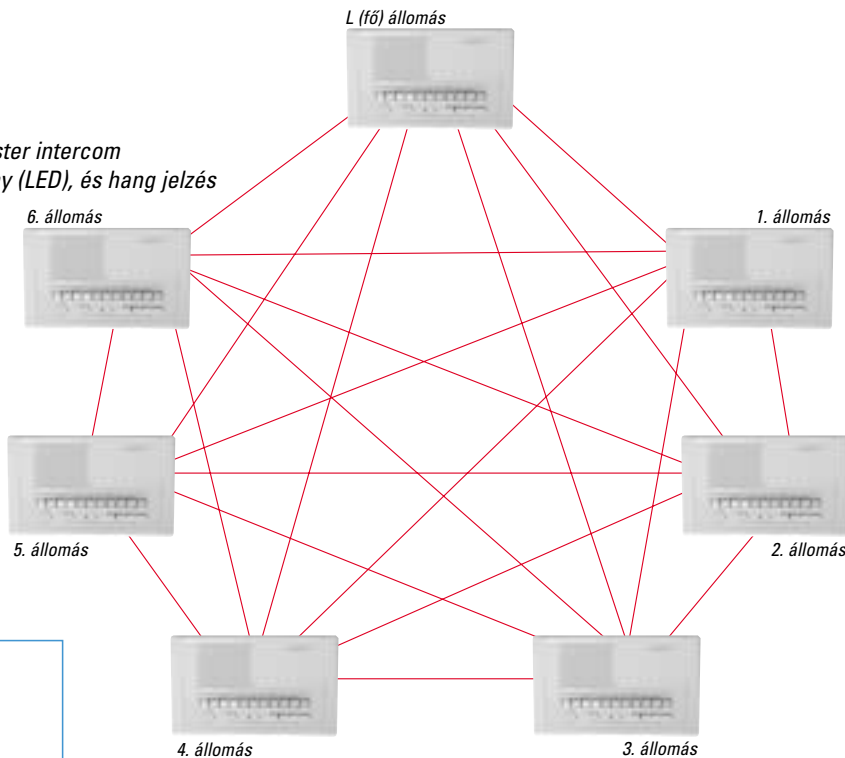 L (fő) állomás
ster intercom
y (LED), és hang jelzés
6. állomás
1. állomás
5. állomás
2. állomás
4. állomás
3. állomás